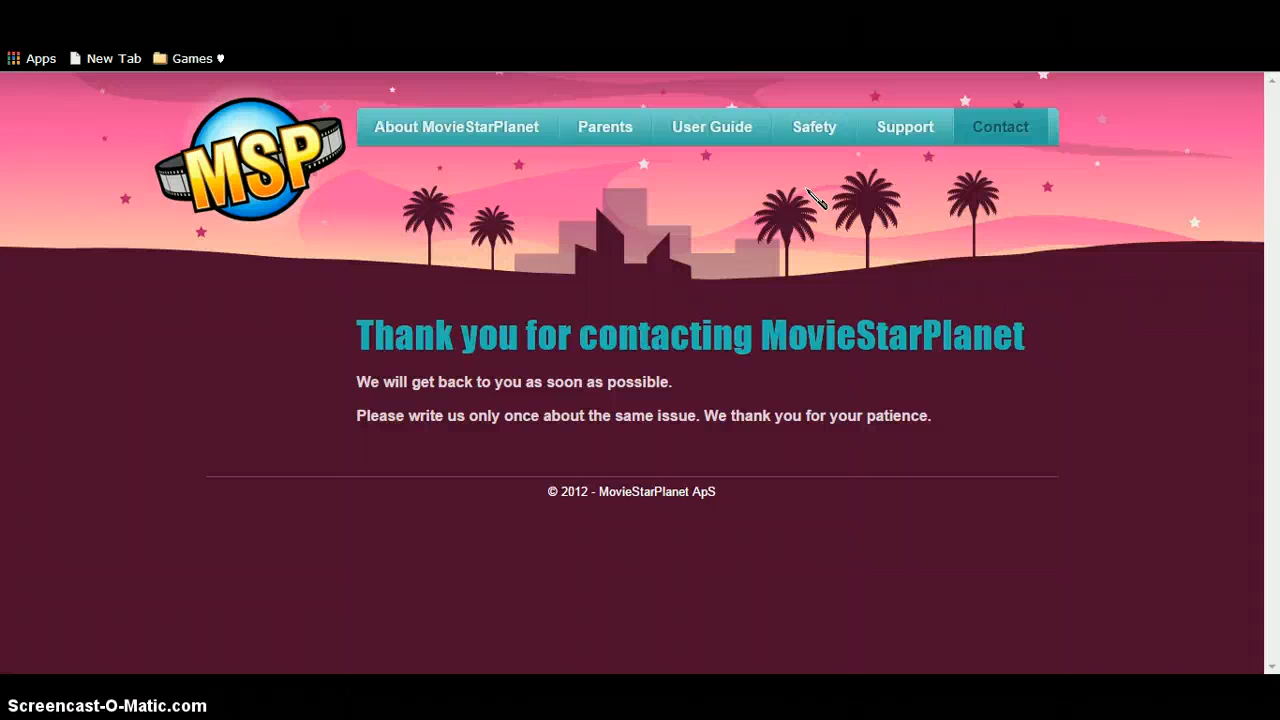 Apps New Tab Games ♥
MSP
About MovieStarPlanet Parents User Guide Safety Support Contact
Thank you for contacting MovieStarPlanet
We will get back to you as soon as possible.
Please write us only once about the same issue. We thank you for your patience.
© 2012 - MovieStarPlanet ApS
Screencast-O-Matic.com